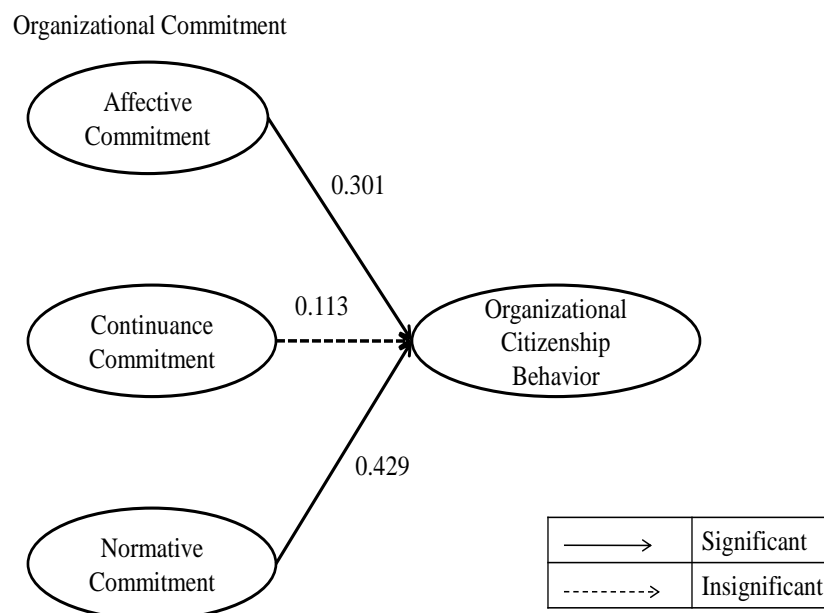 Organizational Commitment
Affective
Commitment
0.301
Continuance
Commitment
0.113
Organizational
Citizenship
Behavior
0.429
Normative
Commitment
Significant
Insignificant